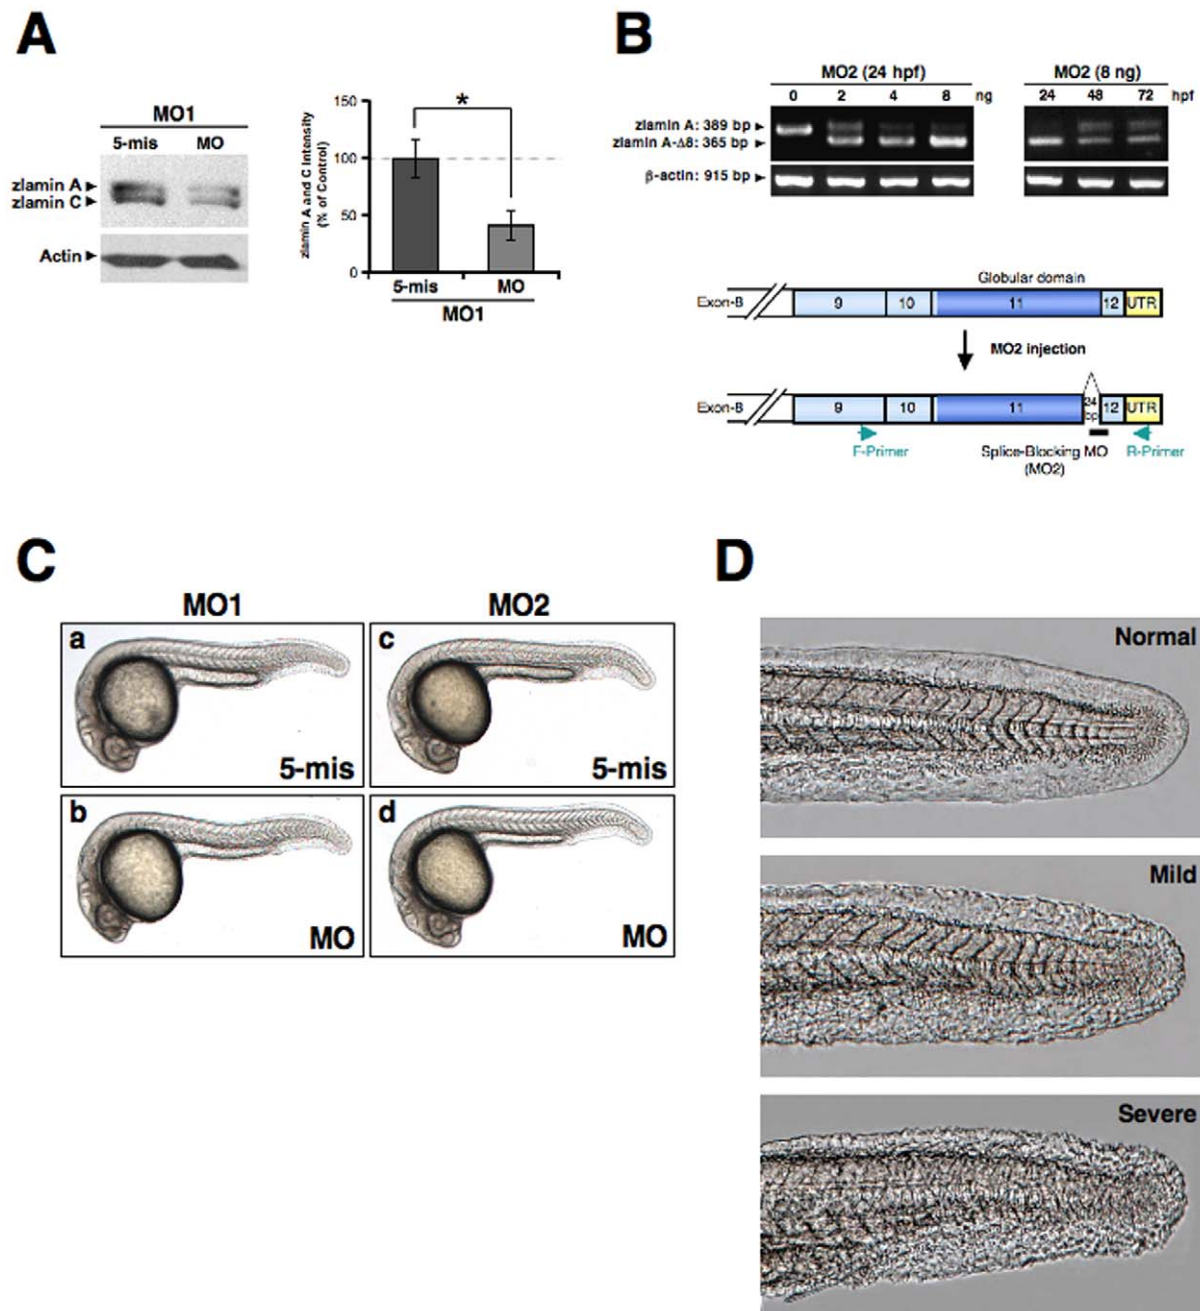 A
MO1
5-mis MO
zlamin A
zlamin C
Actin
zlamin A and C Intensity
(% of Control)
150
100
50
0
*
5-mis MO
MO1
B
MO2 (24 hpf)
0 2 4 8 ng
MO2 (8 ng)
24 48 72 hpf
zlamin A: 389 bp
zlamin A-Δ8: 365 bp
β-actin: 915 bp
Globular domain
Exon-8 9 10 11 12 UTR
MO2 injection
Exon-8 9 10 11 24 bp 12 UTR
F-Primer
Splice-Blocking MO
(MO2)
R-Primer
C
MO1 MO2
a
5-mis
c
5-mis
b
MO
d
MO
D
Normal
Mild
Severe